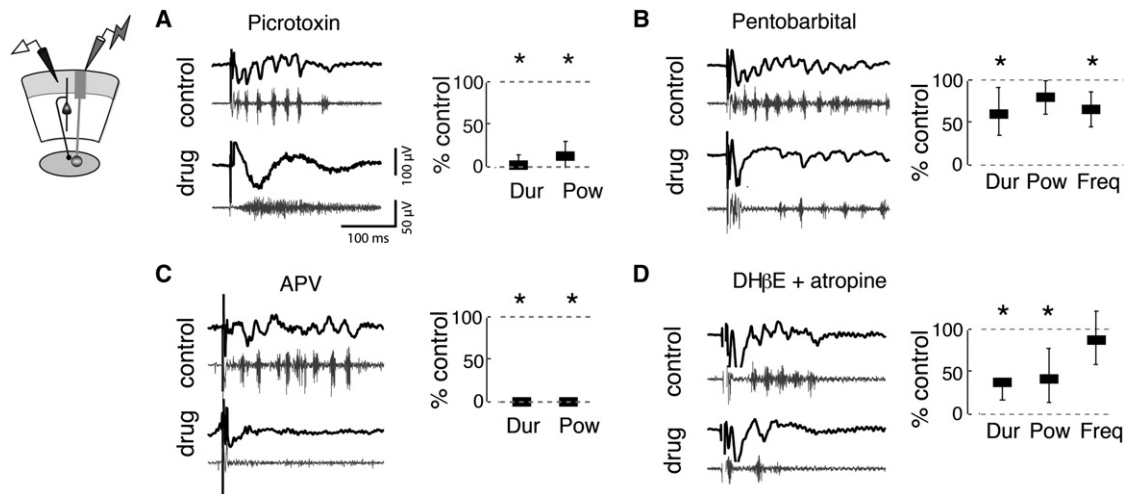 A
Picrotoxin
control
drug
100 µV
50 µV
100 ms
% control
100
50
0
* *
Dur Pow
B
Pentobarbital
control
drug
% control
100
50
0
* *
Dur Pow Freq
C
APV
control
drug
% control
100
50
0
* *
Dur Pow
D
DHβE + atropine
control
drug
% control
100
50
0
* *
Dur Pow Freq